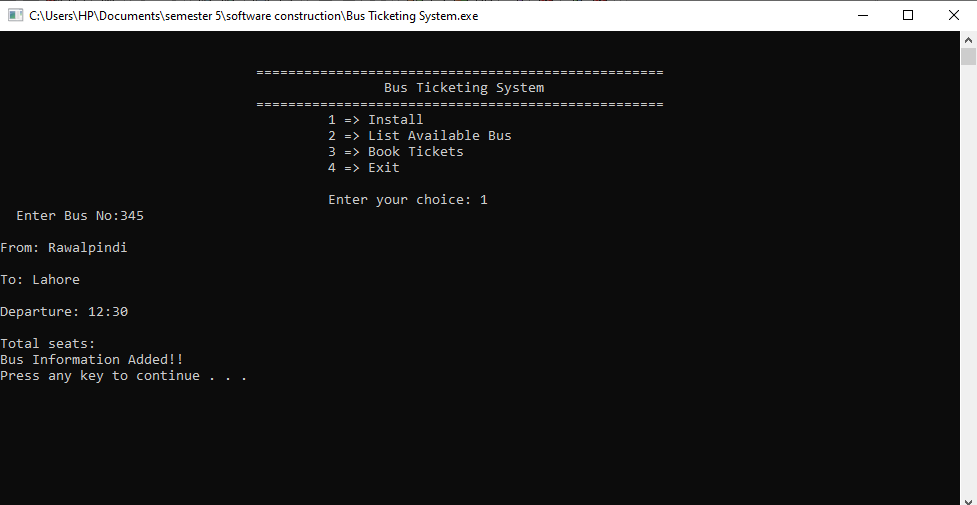 C:\Users\HP\Documents\semester 5\software construction\Bus Ticketing System.exe
===================================================
Bus Ticketing System
===================================================
1 => Install
2 => List Available Bus
3 => Book Tickets
4 => Exit
Enter your choice: 1
Enter Bus No:345
From: Rawalpindi
To: Lahore
Departure: 12:30
Total seats:
Bus Information Added!!
Press any key to continue . . .